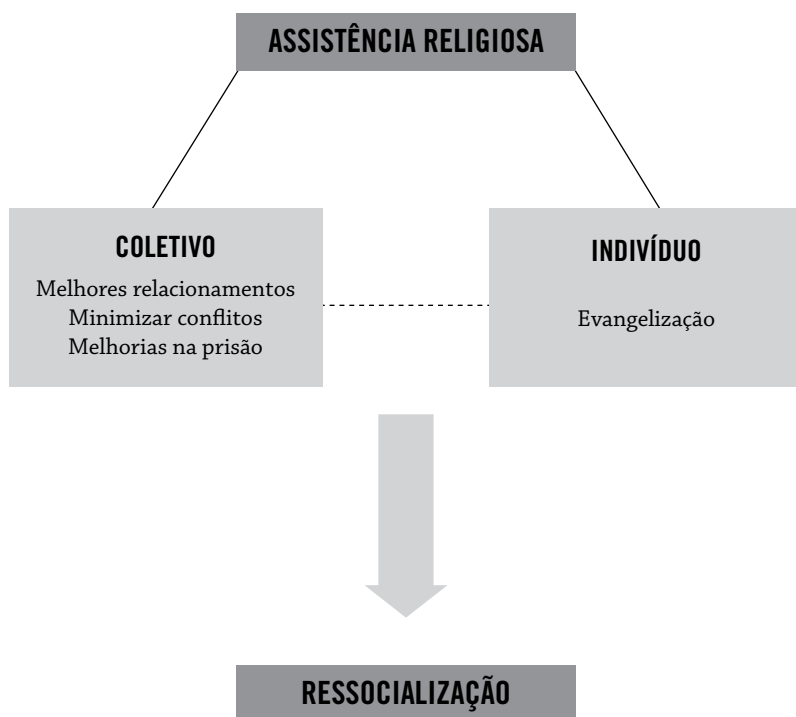 ASSISTÊNCIA RELIGIOSA
COLETIVO
Melhores relacionamentos
Minimizar conflitos
Melhorias na prisão
INDIVÍDUO
Evangelização
RESSOCIALIZAÇÃO